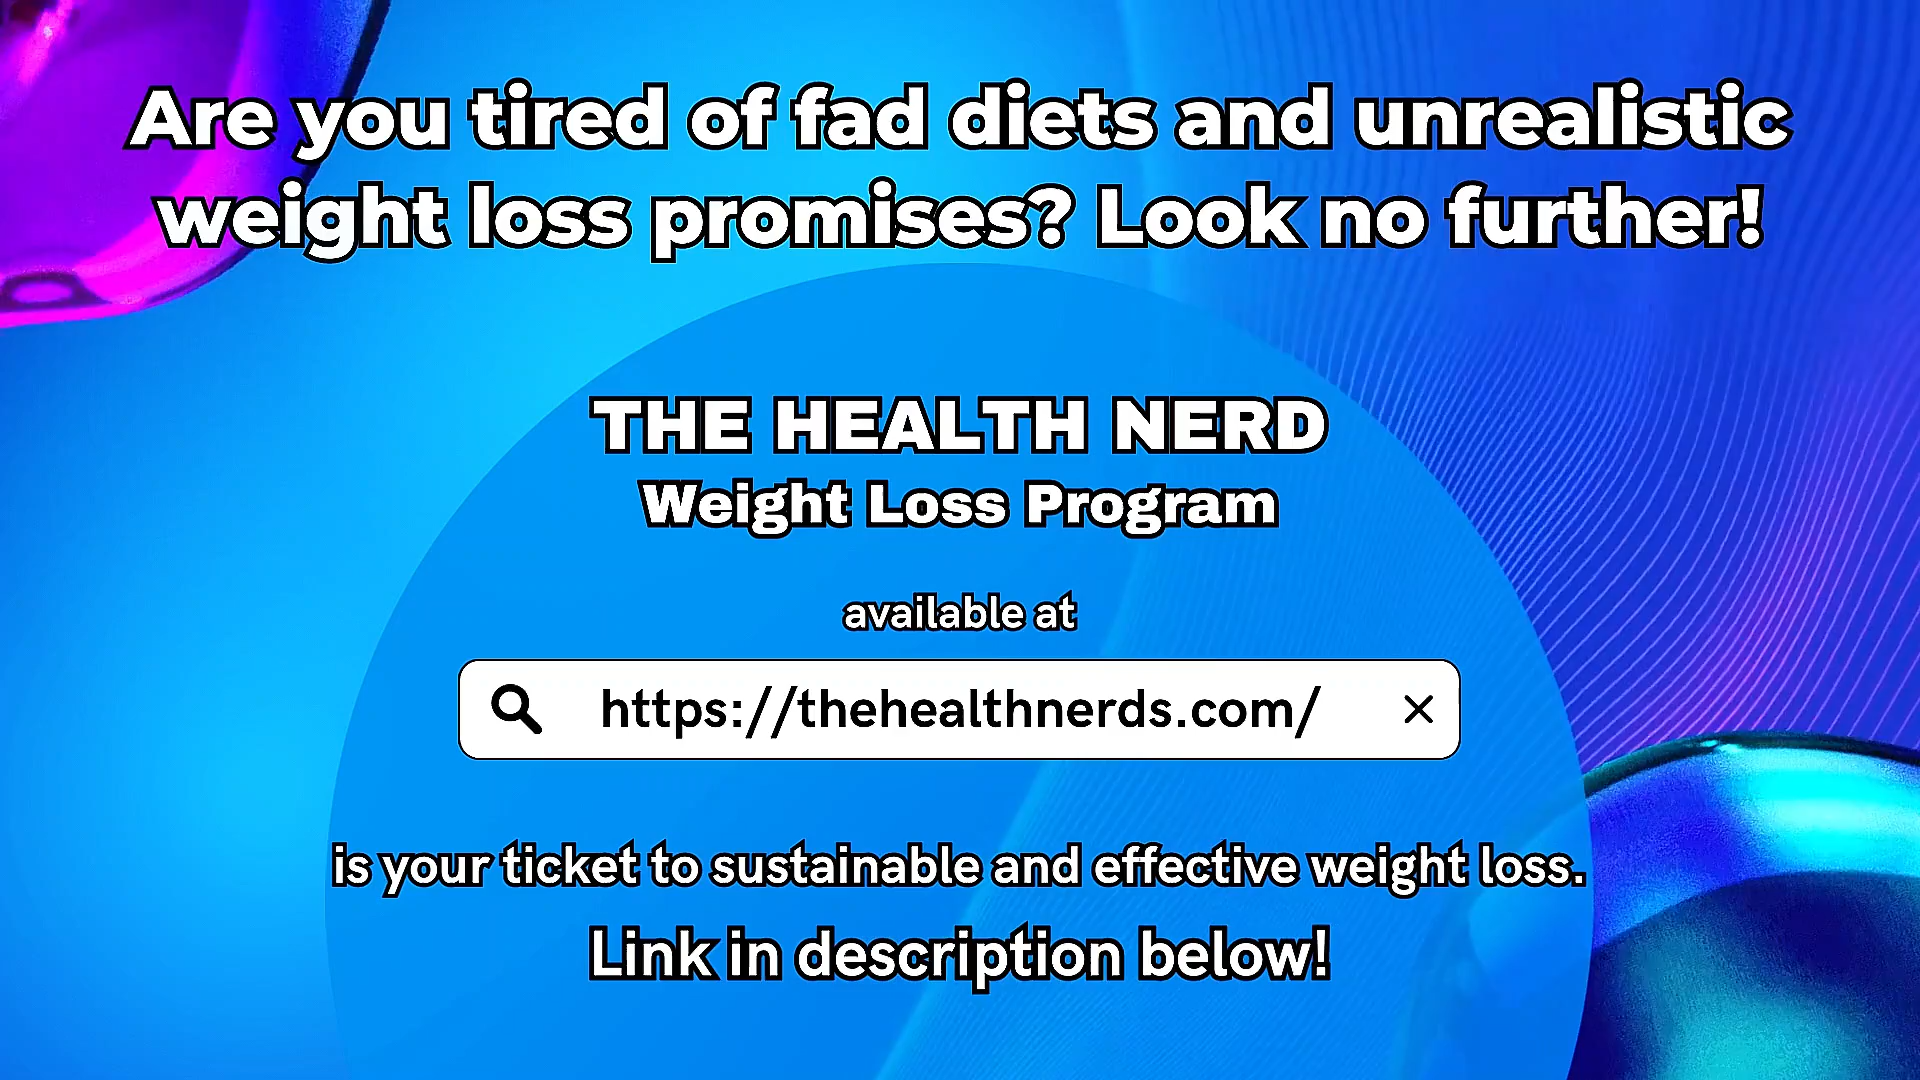 Are you tired of fad diets and unrealistic
weight loss promises? Look no further!
THE HEALTH NERD
Weight Loss Program
available at
https://thehealthnerds.com/
is your ticket to sustainable and effective weight loss.
Link in description below!